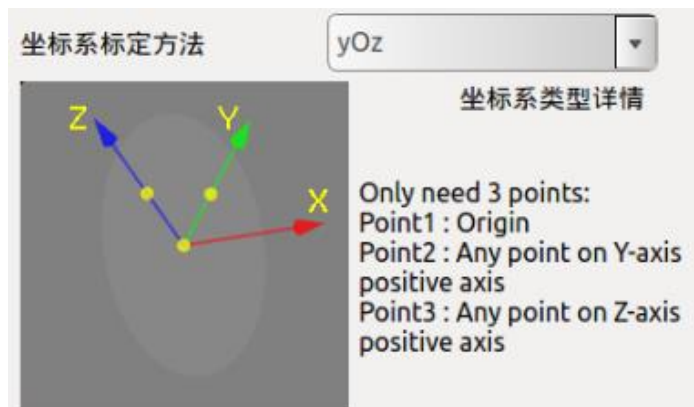 坐标系标定方法
yOz
坐标系类型详情
Z
Y
X
Only need 3 points:
Point1 : Origin
Point2 : Any point on Y-axis
positive axis
Point3 : Any point on Z-axis
positive axis